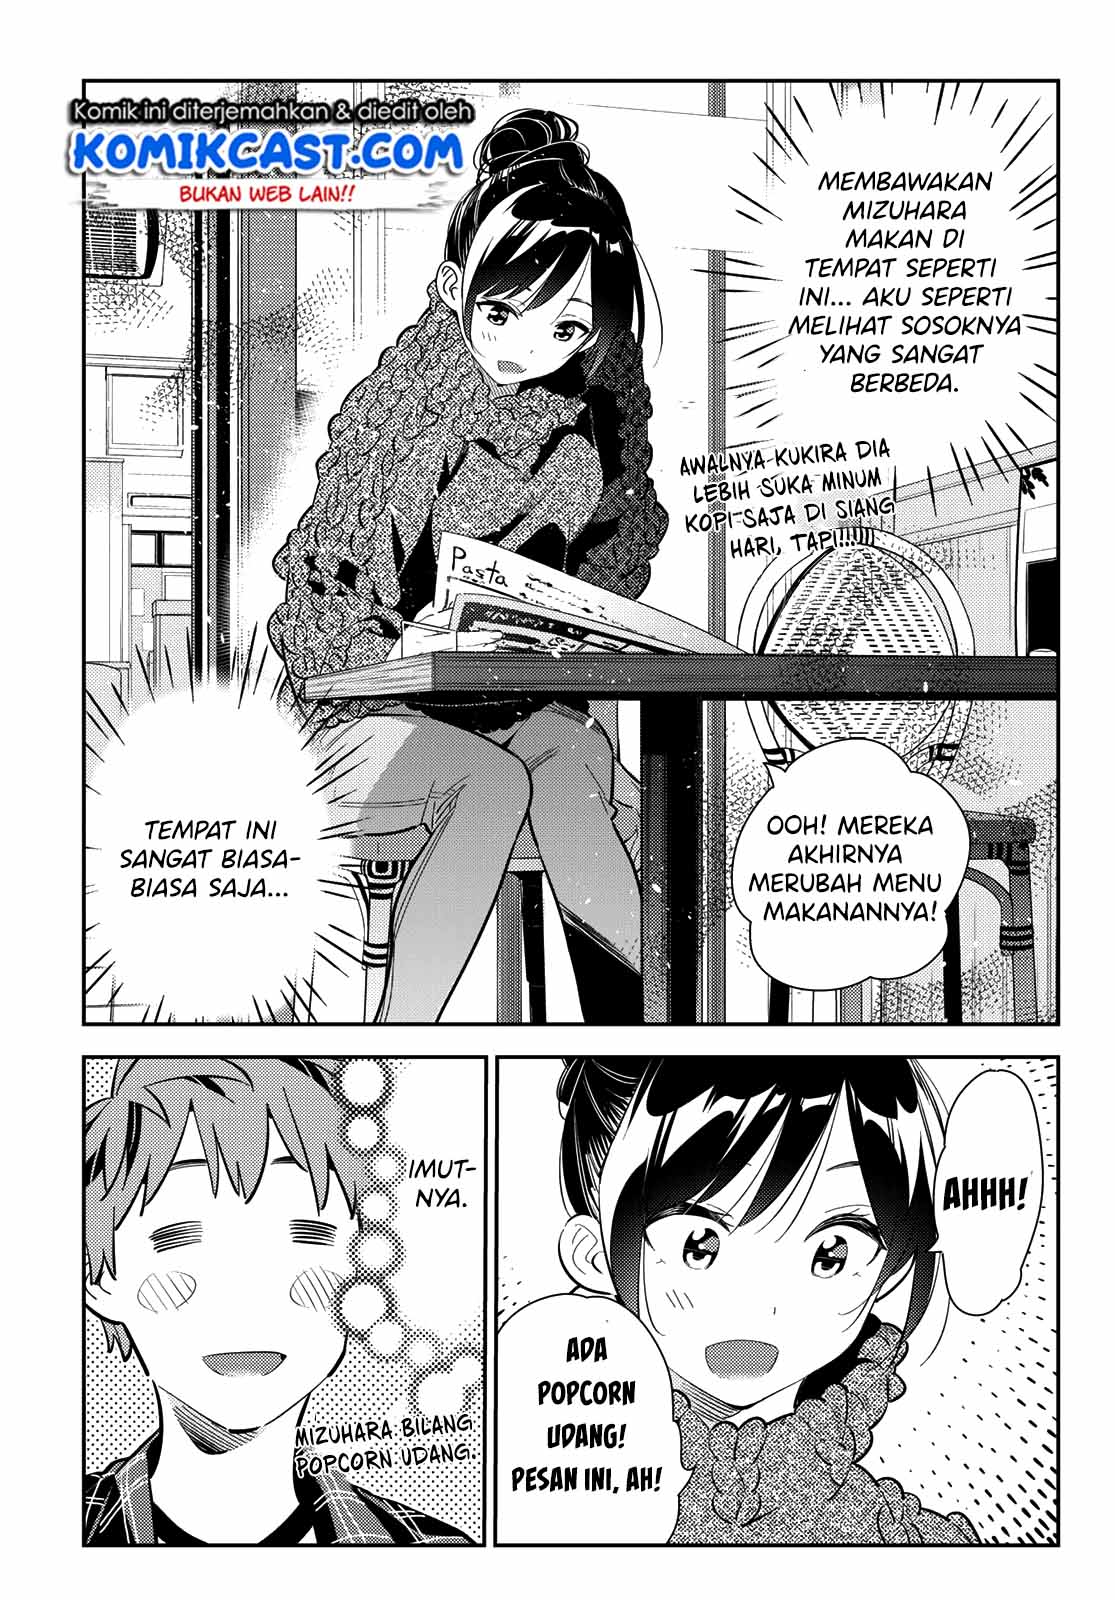 Komik ini diterjemahkan & diedit oleh
KOMIKCAST.COM
BUKAN WEB LAIN!!
MEMBAWAKAN
MIZUHARA
MAKAN DI
TEMPAT SEPERTI
INI... AKU SEPERTI
MELIHAT SOSOKNYA
YANG SANGAT
BERBEDA.
AWALNYA KUKIRA DIA
LEBIH SUKA MINUM
KOPI SAJA DI SIANG
HARI, TAPI!!!!!!
Pasta
TEMPAT INI
SANGAT BIASA-
BIASA SAJA...
OOH! MEREKA
AKHIRNYA
MERUBAH MENU
MAKANANNYA!
AHHH!
ADA
POPCORN
UDANG!
PESAN INI, AH!
IMUT-
NYA.
MIZUHARA BILANG
POPCORN UDANG.